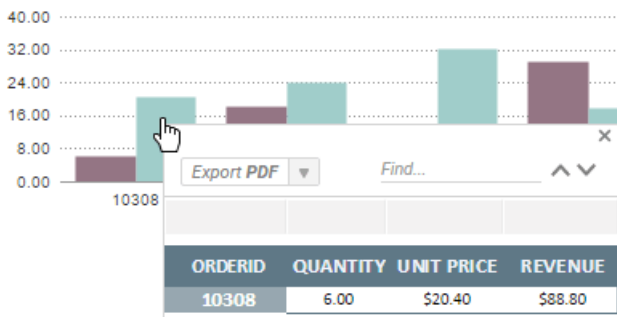 40.00
32.00
24.00
16.00
8.00
0.00
10308
Export PDF
Find...
ORDERID QUANTITY UNIT PRICE REVENUE
10308 6.00 $20.40 $88.80